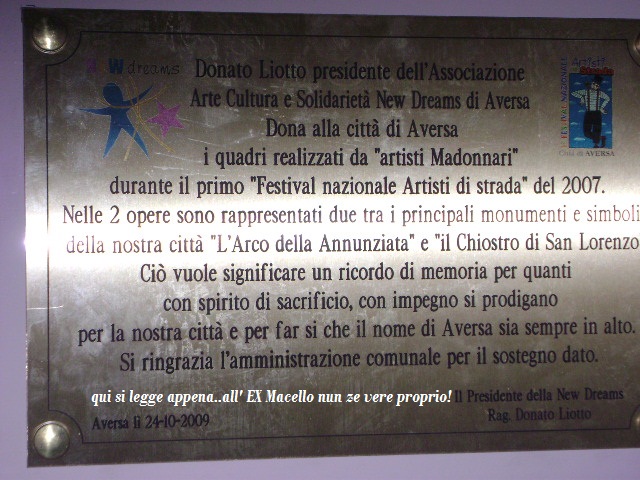 New dreams
Donato Liotto presidente dell'Associazione
Arte Cultura e Solidarietà New Dreams di Aversa
Dona alla città di Aversa
i quadri realizzati da "artisti Madonnari"
durante il primo "Festival nazionale Artisti di strada" del 2007.
Nelle 2 opere sono rappresentati due tra i principali monumenti e simboli
della nostra città "L'Arco della Annunziata" e "il Chiostro di San Lorenzo
Ciò vuole significare un ricordo di memoria per quanti
con spirito di sacrificio, con impegno si prodigano
per la nostra città e per far si che il nome di Aversa sia sempre in alto.
Si ringrazia l'amministrazione comunale per il sostegno dato.
qui si legge appena..all' EX Macello nun ze vere proprio!
Il Presidente della New Dreams
Rag. Donato Liotto
Aversa lì 24-10-2009
FESTIVAL NAZIONALE
Artisti
Città di AVERSA